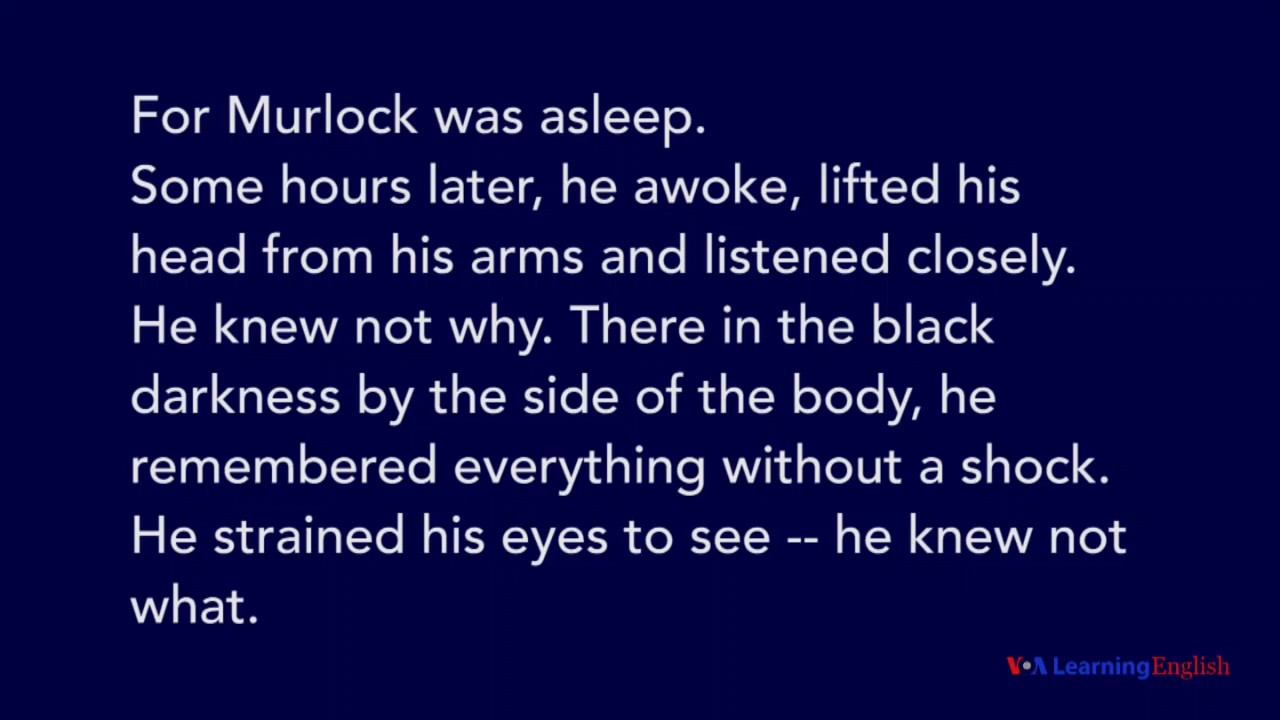 For Murlock was asleep.
Some hours later, he awoke, lifted his
head from his arms and listened closely.
He knew not why. There in the black
darkness by the side of the body, he
remembered everything without a shock.
He strained his eyes to see -- he knew not
what.
VOA Learning English